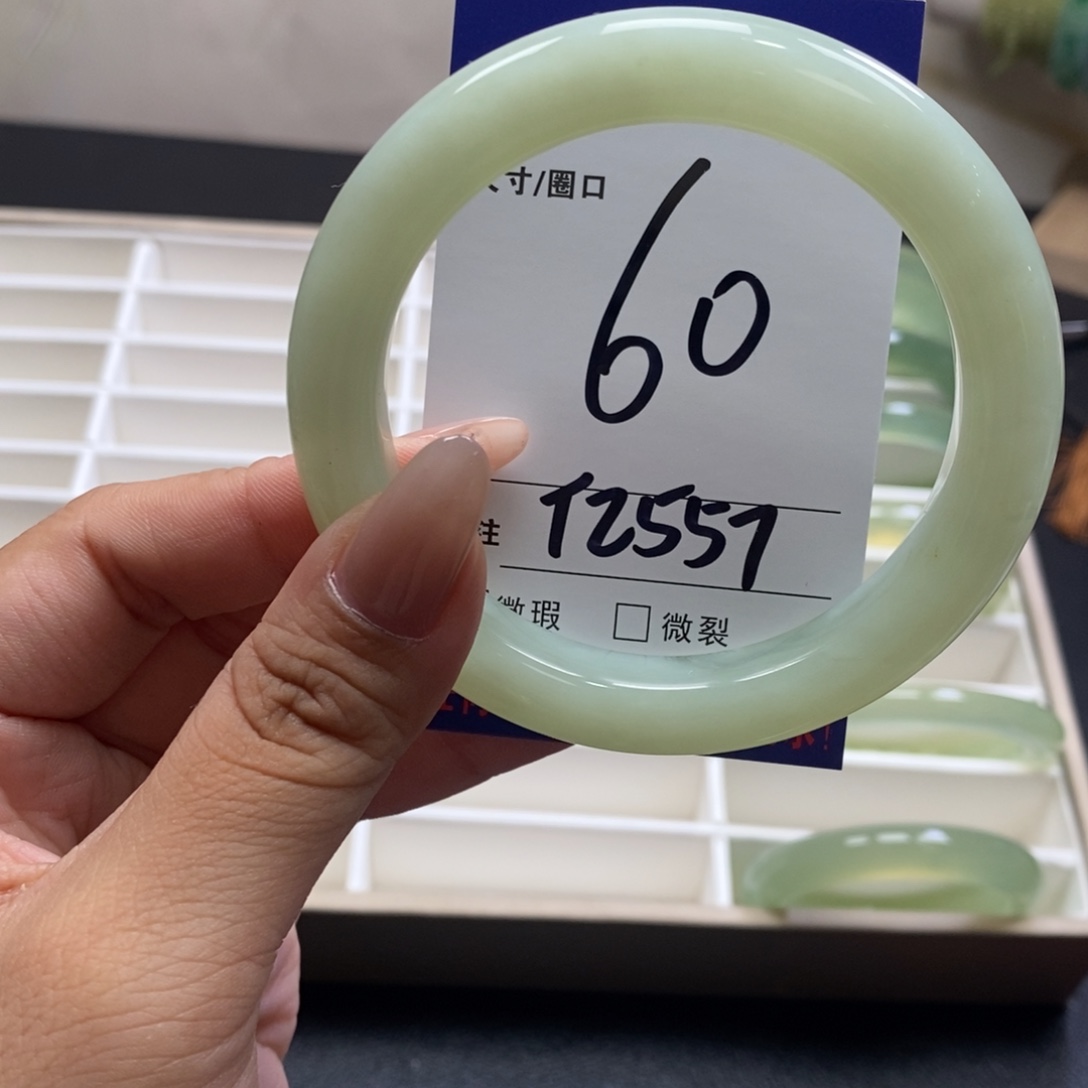 寸/圈口
60
注 12557
微瑕 □ 微裂